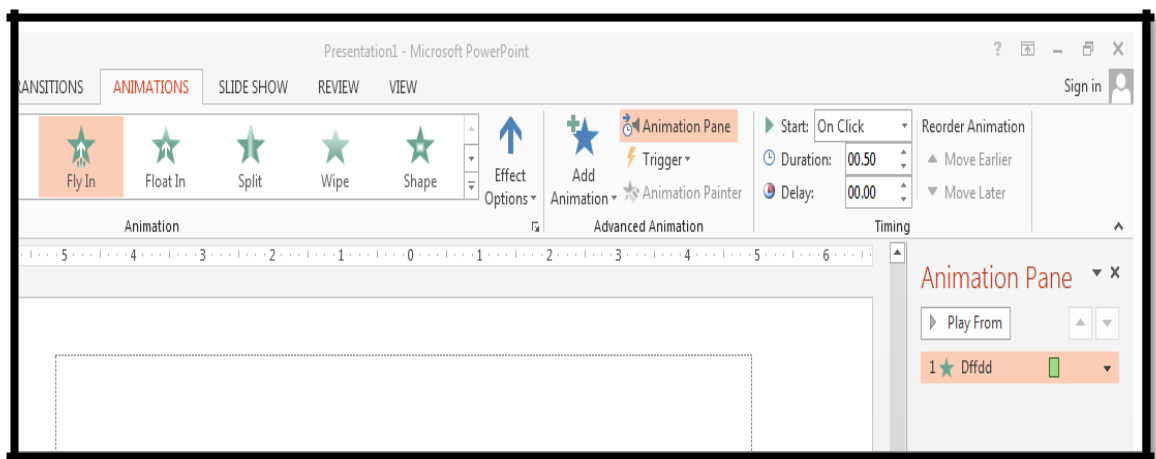 Presentation1 - Microsoft PowerPoint
?
RANSITIONS ANIMATIONS SLIDE SHOW REVIEW VIEW Sign in
Fly In Float In Split Wipe Shape
Effect Options
Add Animation
Animation Pane
Trigger
Animation Painter
Start: On Click
Duration: 00.50
Delay: 00.00
Reorder Animation
Move Earlier
Move Later
Animation Advanced Animation Timing
5 4 3 2 1 0 1 2 3 4 5 6
Animation Pane
Play From
1 Dffdd